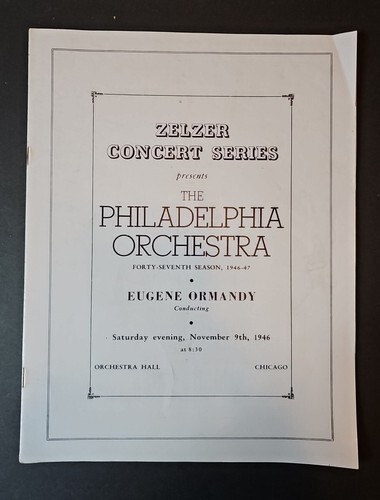 ZELZER
CONCERT SERIES
presents
THE
PHILADELPHIA
ORCHESTRA
FORTY-SEVENTH SEASON, 1946-47
EUGENE ORMANDY
Conducting
Saturday evening, November 9th, 1946
at 8:30
ORCHESTRA HALL CHICAGO